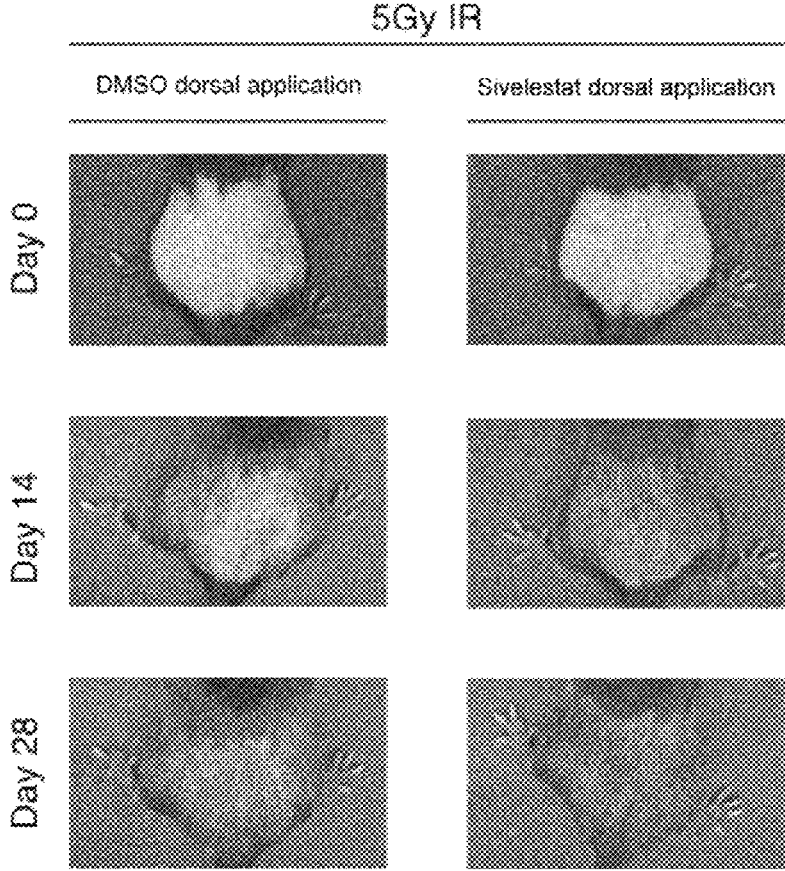 5Gy IR
DMSO dorsal application
Sivelestat dorsal application
Day 0
Day 14
Day 28